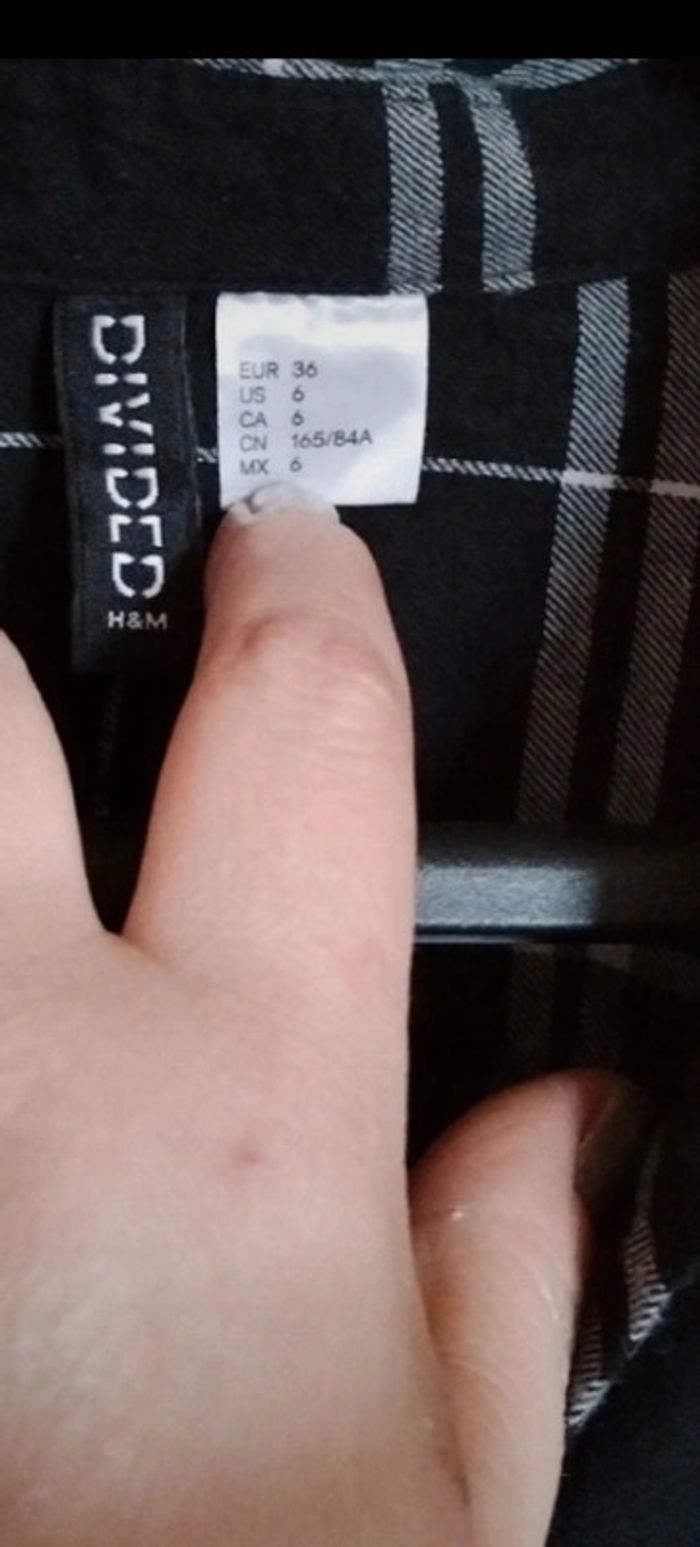 DIVIDED
H&M
EUR 36
US 6
CA 6
CN 165/84A
MX 6